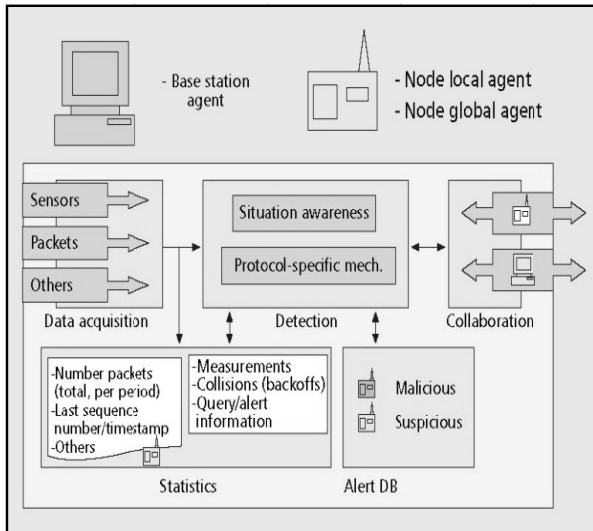 - Base station
agent
- Node local agent
- Node global agent
Sensors
Packets
Others
Data acquisition
Situation awareness
Protocol-specific mech.
Detection
Collaboration
-Number packets
(total, per period)
-Last sequence
number/timestamp
-Others
-Measurements
-Collisions (backoffs)
-Query/alert
information
Statistics
Malicious
Suspicious
Alert DB